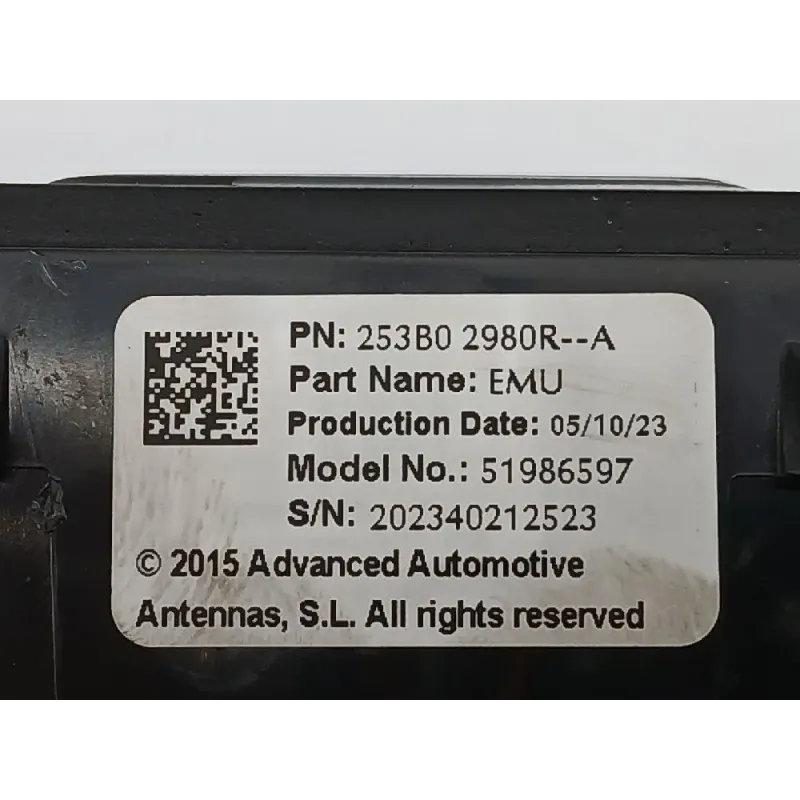 PN: 253B0 2980R--A
Part Name: EMU
Production Date: 05/10/23
Model No.: 51986597
S/N: 202340212523
© 2015 Advanced Automotive
Antennas, S.L. All rights reserved